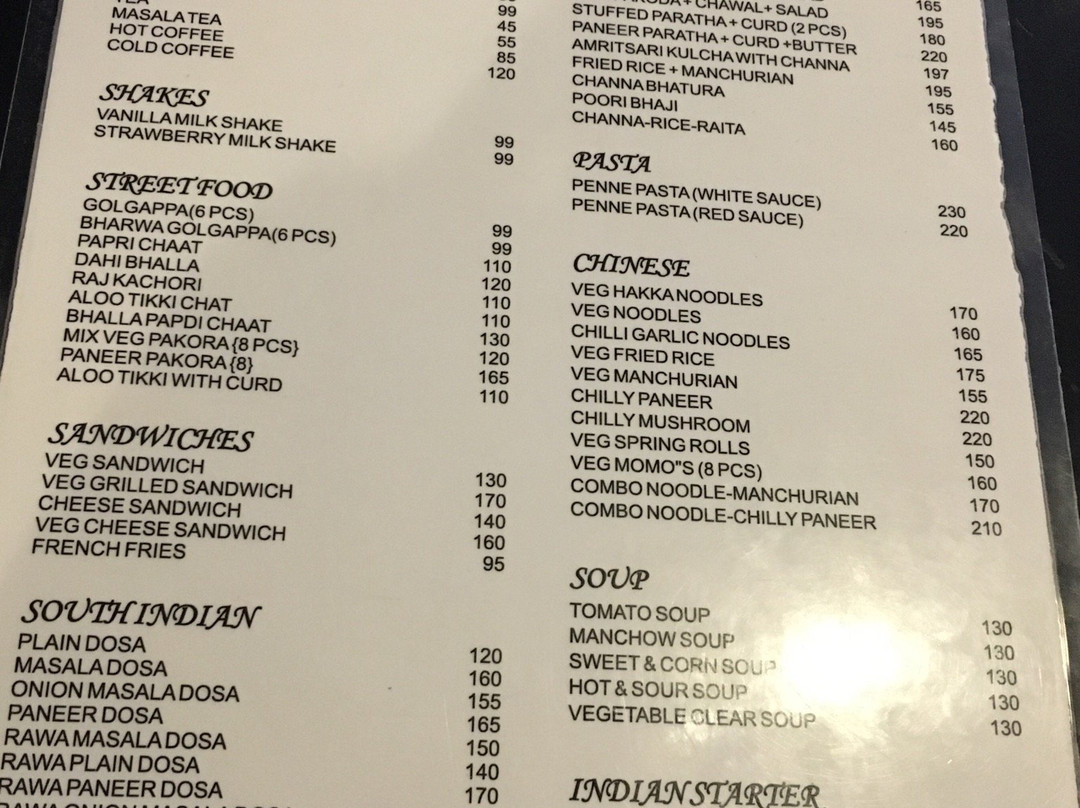 99
TEA 45
MASALA TEA 55
HOT COFFEE 85
COLD COFFEE 120
SHAKES
VANILLA MILK SHAKE 99
STRAWBERRY MILK SHAKE 99
STREET FOOD
GOLGAPPA(6 PCS) 99
BHARWA GOLGAPPA(6 PCS) 99
PAPRI CHAAT 110
DAHI BHALLA 120
RAJ KACHORI 110
ALOO TIKKI CHAT 110
BHALLA PAPDI CHAAT 130
MIX VEG PAKORA {8 PCS} 120
PANEER PAKORA {8} 165
ALOO TIKKI WITH CURD 110
SANDWICHES
VEG SANDWICH 130
VEG GRILLED SANDWICH 170
CHEESE SANDWICH 140
VEG CHEESE SANDWICH 160
FRENCH FRIES 95
SOUTH INDIAN
PLAIN DOSA 120
MASALA DOSA 160
ONION MASALA DOSA 155
PANEER DOSA 165
RAWA MASALA DOSA 150
RAWA PLAIN DOSA 140
RAWA PANEER DOSA 170
165
+ CHAWAL+ SALAD 195
STUFFED PARATHA + CURD (2 PCS) 180
PANEER PARATHA + CURD +BUTTER 220
AMRITSARI KULCHA WITH CHANNA 197
FRIED RICE + MANCHURIAN 195
CHANNA BHATURA 155
POORI BHAJI 145
CHANNA-RICE-RAITA 160
PASTA
PENNE PASTA (WHITE SAUCE) 230
PENNE PASTA (RED SAUCE) 220
CHINESE
VEG HAKKA NOODLES 170
VEG NOODLES 160
CHILLI GARLIC NOODLES 165
VEG FRIED RICE 175
VEG MANCHURIAN 155
CHILLY PANEER 220
CHILLY MUSHROOM 220
VEG SPRING ROLLS 150
VEG MOMO"S (8 PCS) 160
COMBO NOODLE-MANCHURIAN 170
COMBO NOODLE-CHILLY PANEER 210
SOUP
TOMATO SOUP 130
MANCHOW SOUP 130
SWEET & CORN SOUP 130
HOT & SOUR SOUP 130
VEGETABLE CLEAR SOUP 130
INDIAN STARTER